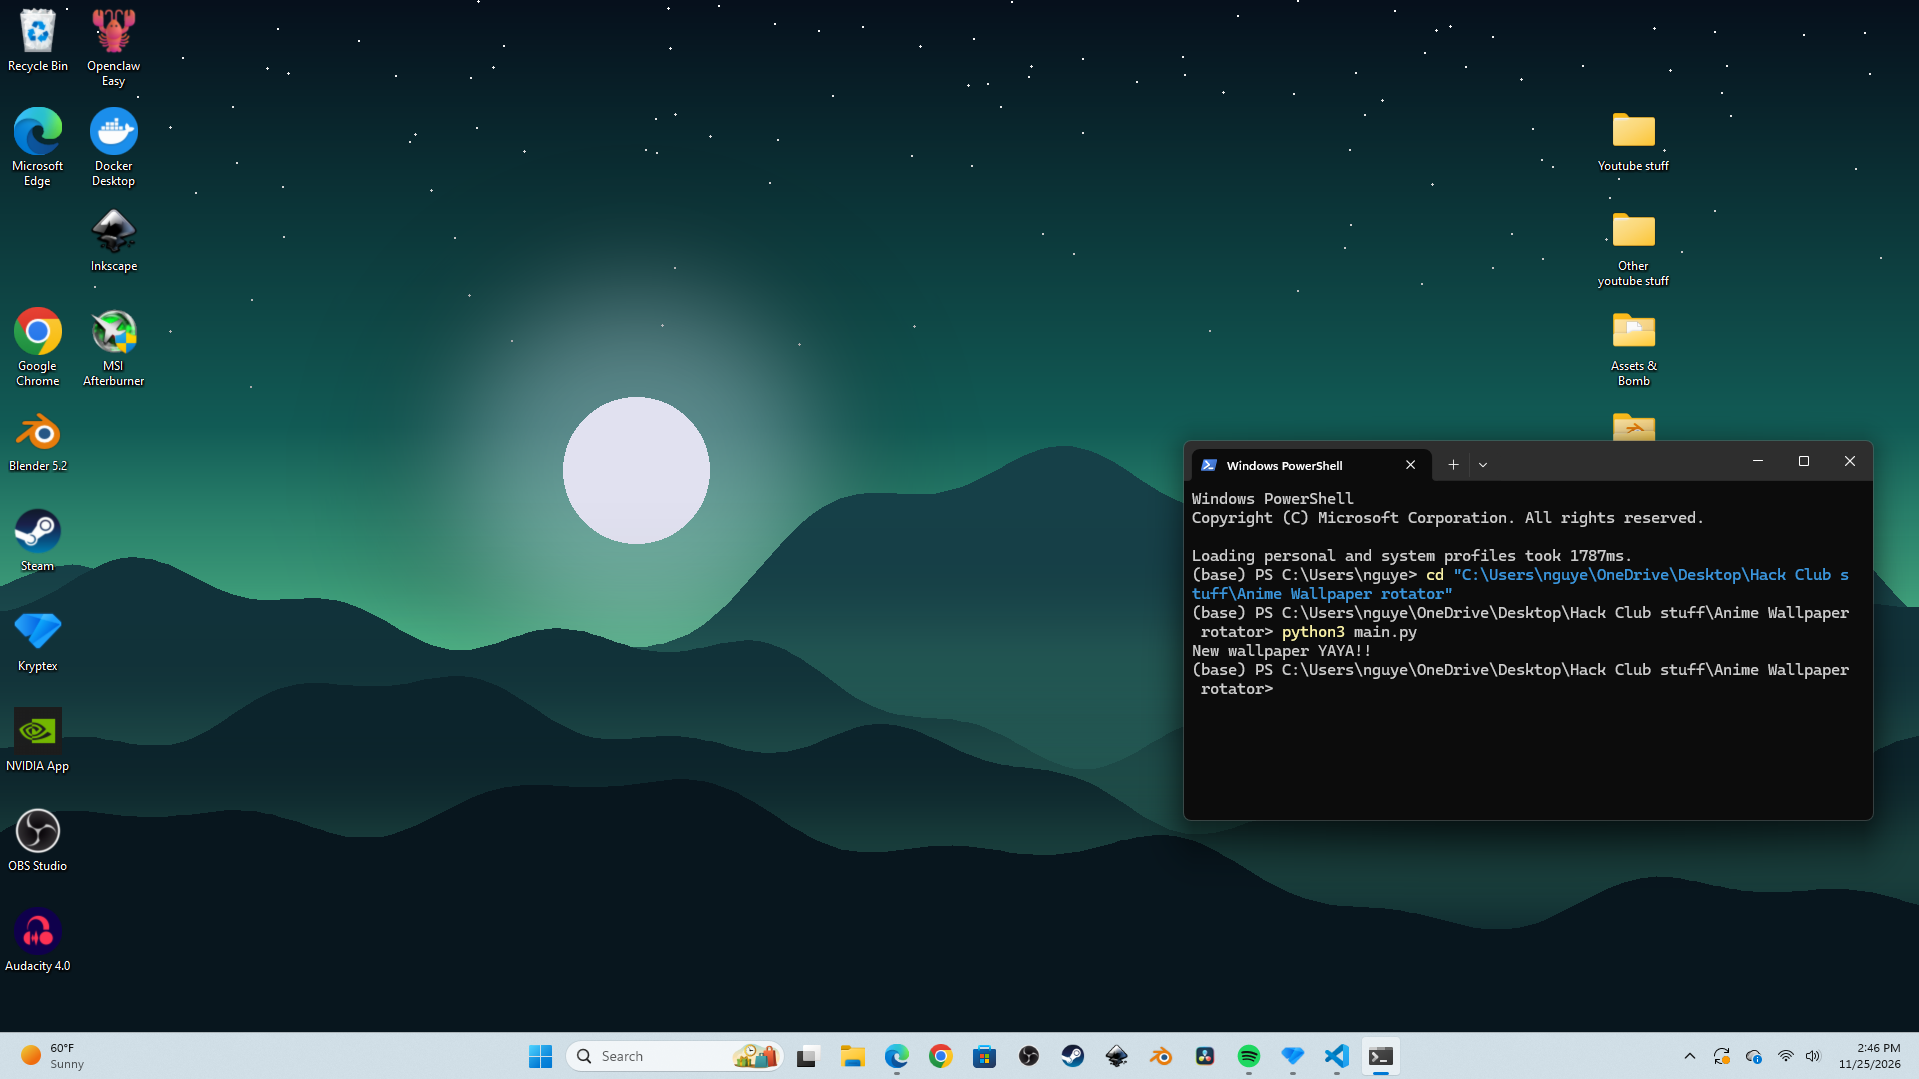 Recycle Bin
Openclaw
Easy
Microsoft
Edge
Docker
Desktop
Inkscape
Google
Chrome
MSI
Afterburner
Blender 5.2
Steam
Kryptex
NVIDIA App
OBS Studio
Audacity 4.0
Youtube stuff
Other
youtube stuff
Assets &
Bomb
Windows PowerShell
Windows PowerShell
Copyright (C) Microsoft Corporation. All rights reserved.
Loading personal and system profiles took 1787ms.
(base) PS C:\Users\nguye> cd "C:\Users\nguye\OneDrive\Desktop\Hack Club s
tuff\Anime Wallpaper rotator"
(base) PS C:\Users\nguye\OneDrive\Desktop\Hack Club stuff\Anime Wallpaper
rotator> python3 main.py
New wallpaper YAYA!!
(base) PS C:\Users\nguye\OneDrive\Desktop\Hack Club stuff\Anime Wallpaper
rotator>
60°F
Sunny
Search
2:46 PM
11/25/2026